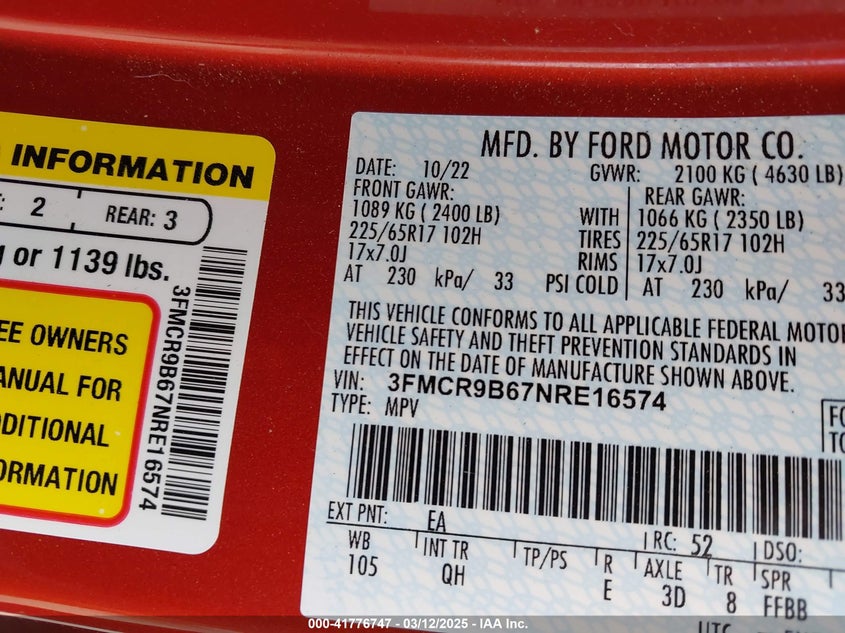 INFORMATION
2 REAR: 3
or 1139 lbs.
EE OWNERS
ANUAL FOR
DDITIONAL
ORMATION
3FMCR9B67NRE16574
MFD. BY FORD MOTOR CO.
DATE: 10/22 GVWR: 2100 KG ( 4630 LB)
FRONT GAWR: REAR GAWR:
1089 KG ( 2400 LB) WITH 1066 KG ( 2350 LB)
225/65R17 102H TIRES 225/65R17 102H
17x7.0J RIMS 17x7.0J
AT 230 kPa/ 33 PSI COLD AT 230 kPa/ 33
THIS VEHICLE CONFORMS TO ALL APPLICABLE FEDERAL MOTOR
VEHICLE SAFETY AND THEFT PREVENTION STANDARDS IN
EFFECT ON THE DATE OF MANUFACTURE SHOWN ABOVE.
VIN: 3FMCR9B67NRE16574
TYPE: MPV
EXT PNT: EA RC: 52 DSO:
WB INT TR TP/PS R AXLE TR SPR
105 QH E 3D 8 FFBB
UTC
000-41776747 - 03/12/2025 - IAA Inc.